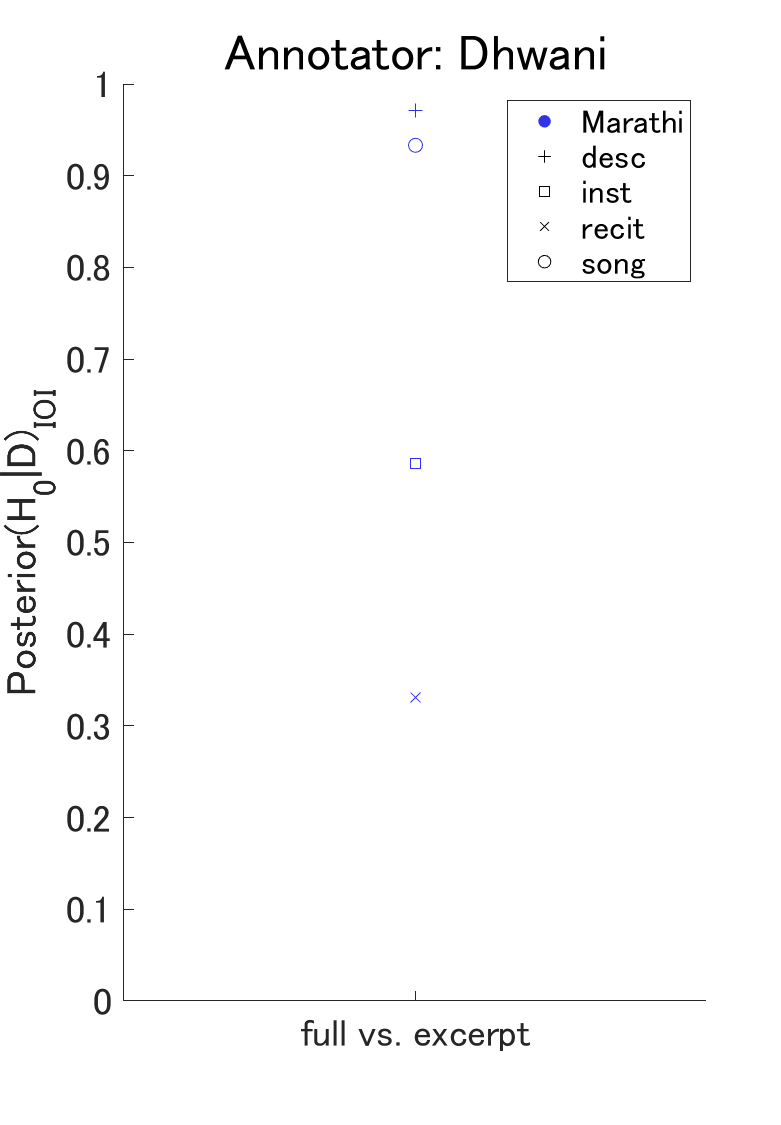 Annotator: Dhwani
1
0.9
0.8
0.7
0.6
0.5
0.4
0.3
0.2
0.1
0
Posterior(H0|D)IOI
Marathi
desc
inst
recit
song
full vs. excerpt